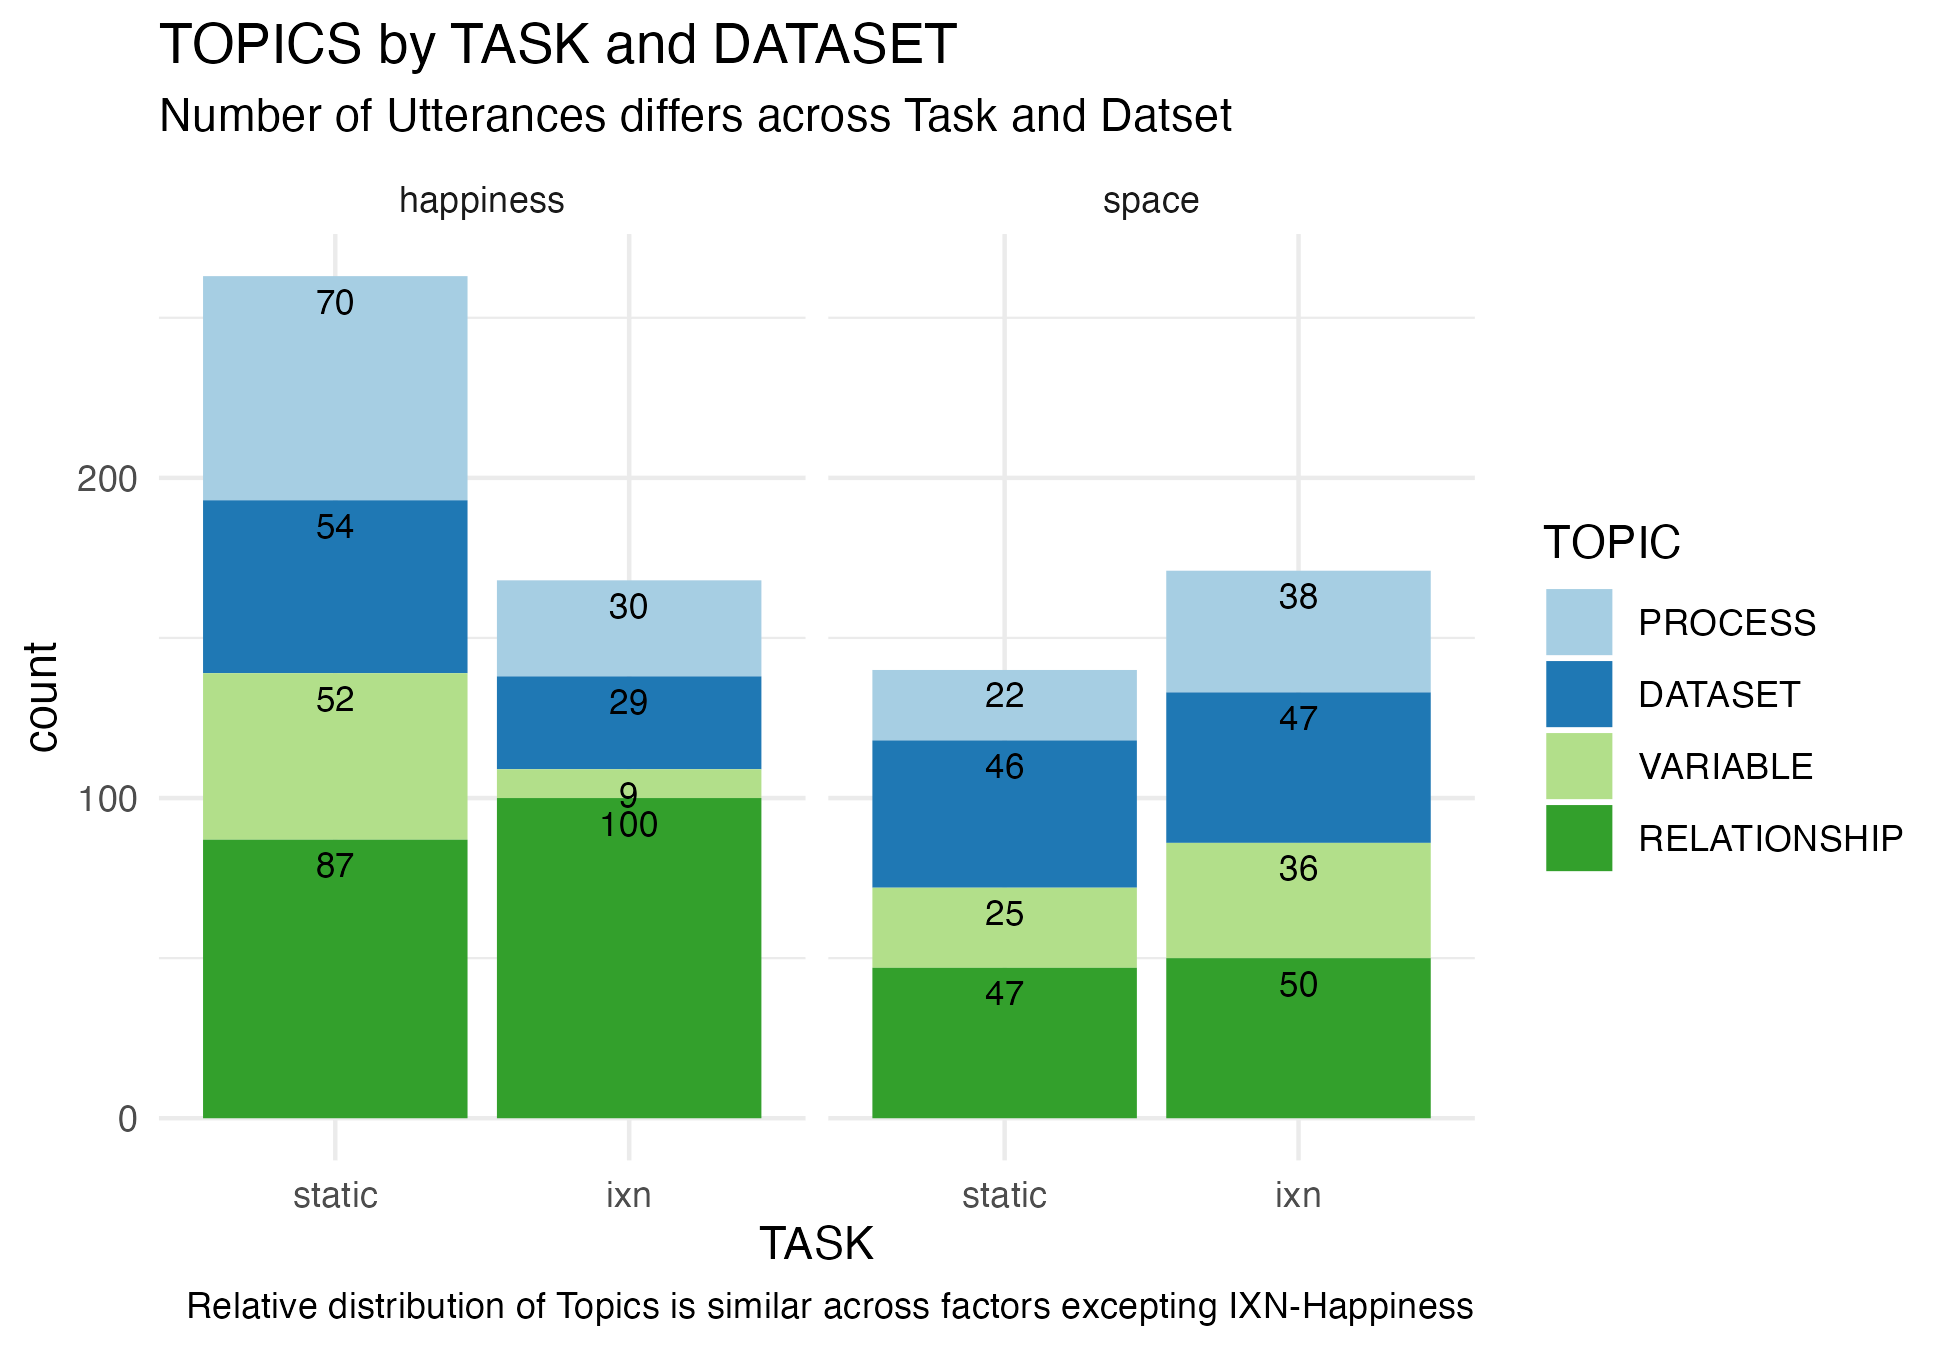 TOPICS by TASK and DATASET
Number of Utterances differs across Task and Datset
happiness
space
count
200
100
0
70
54
52
87
30
29
9
100
22
46
25
47
38
47
36
50
static
ixn
static
ixn
TASK
TOPIC
PROCESS
DATASET
VARIABLE
RELATIONSHIP
Relative distribution of Topics is similar across factors excepting IXN-Happiness